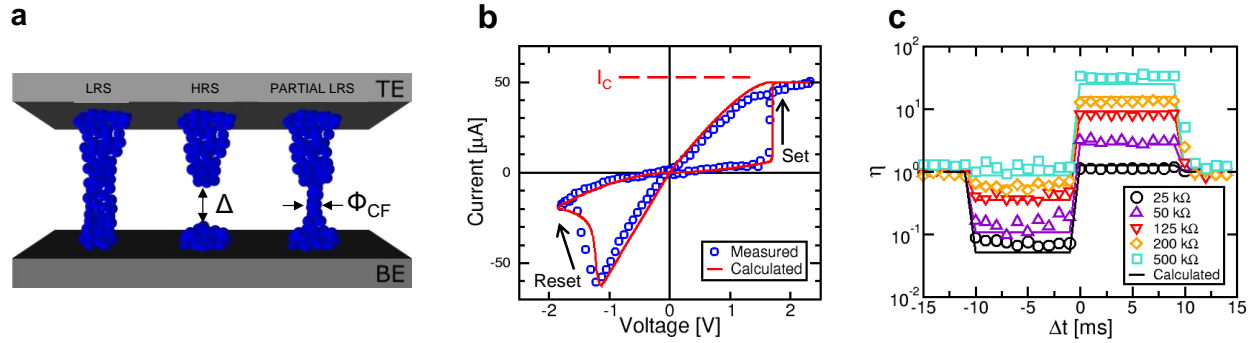 a
LRS
HRS
PARTIAL LRS
TE
Δ
Φ_CF
BE
b
Current [µA]
50
0
-50
I_C
Set
Reset
Measured
Calculated
-2
-1
0
1
2
Voltage [V]
c
η
10^2
10^1
10^0
10^-1
10^-2
25 kΩ
50 kΩ
125 kΩ
200 kΩ
500 kΩ
Calculated
-15
-10
-5
0
5
10
15
Δt [ms]